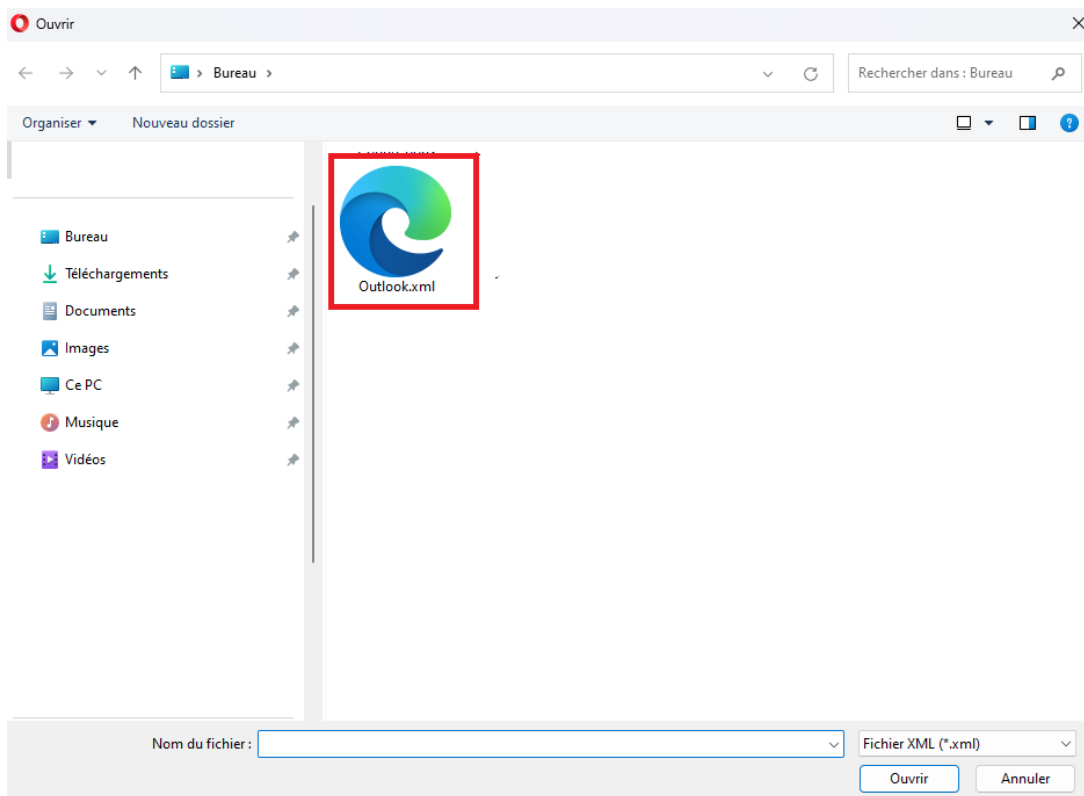 Ouvrir
Bureau
Rechercher dans : Bureau
Organiser
Nouveau dossier
Outlook.xml
Bureau
Téléchargements
Documents
Images
Ce PC
Musique
Vidéos
Nom du fichier :
Fichier XML (*.xml)
Ouvrir
Annuler